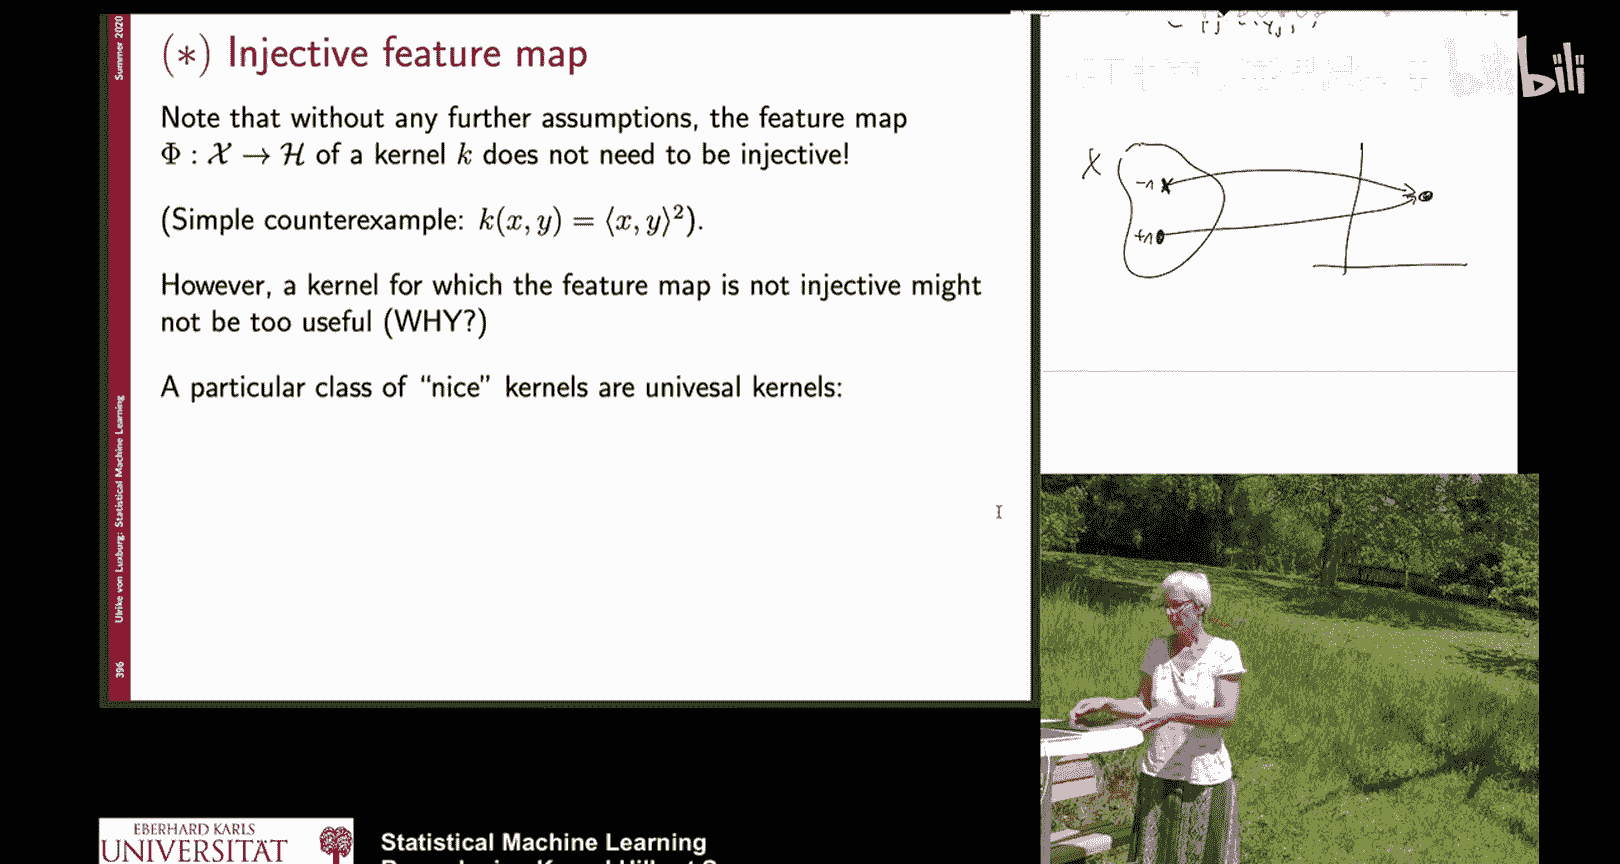 (*) Injective feature map
Note that without any further assumptions, the feature map
Φ : 𝒳 → ℋ of a kernel k does not need to be injective!
(Simple counterexample: k(x, y) = ⟨x, y⟩²).
However, a kernel for which the feature map is not injective might
not be too useful (WHY?)
A particular class of “nice” kernels are univesal kernels:
Summer 2020
Ulrike von Luxburg: Statistical Machine Learning
396
X
-1
+1
bilibili
EBERHARD KARLS
UNIVERSITÄT
Statistical Machine Learning